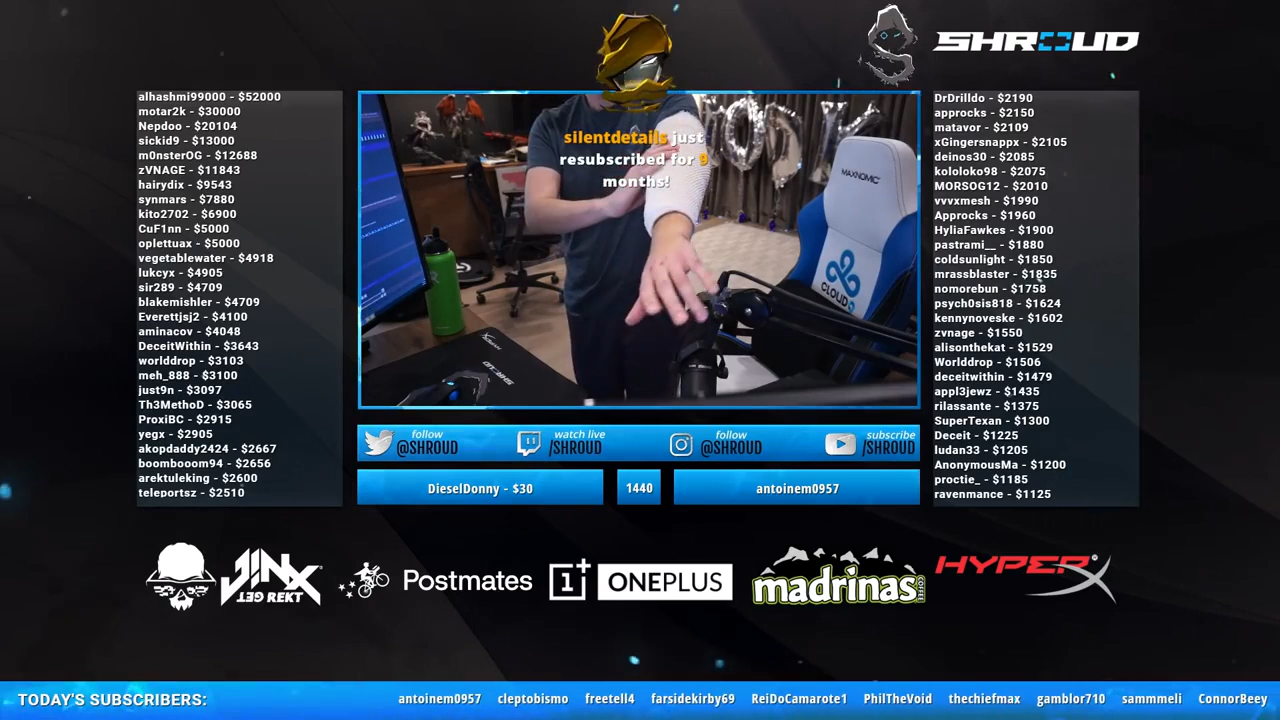 SHROUD
alhashmi99000 - $52000
motar2k - $30000
Nepdoo - $20104
sickid9 - $13000
m0nsterOG - $12688
zVNAGE - $11843
hairydix - $9543
synmars - $7880
kito2702 - $6900
CuF1nn - $5000
oplettuax - $5000
vegetablewater - $4918
lukcyx - $4905
sir289 - $4709
blakemishler - $4709
Everettjsj2 - $4100
aminacov - $4048
DeceitWithin - $3643
worlddrop - $3103
meh_888 - $3100
just9n - $3097
Th3MethoD - $3065
ProxiBC - $2915
yegx - $2905
akopdaddy2424 - $2667
boombooom94 - $2656
arektuleking - $2600
teleportsz - $2510
silentdetails just
resubscribed for 9
months!
MAXNOMIC
CLOUD9
SHROUD
DrDrilldo - $2190
approcks - $2150
matavor - $2109
xGingersnappx - $2105
deinos30 - $2085
kololoko98 - $2075
MORSOG12 - $2010
vvvxmesh - $1990
Approcks - $1960
HyliaFawkes - $1900
pastrami__ - $1880
coldsunlight - $1850
mrassblaster - $1835
nomorebun - $1758
psych0sis818 - $1624
kennynoveske - $1602
zvnage - $1550
alisonthekat - $1529
Worlddrop - $1506
deceitwithin - $1479
appl3jewz - $1435
rilassante - $1375
SuperTexan - $1300
Deceit - $1225
ludan33 - $1205
AnonymousMa - $1200
proctie_ - $1185
ravenmance - $1125
follow
@SHROUD
watch live
/SHROUD
follow
@SHROUD
subscribe
/SHROUD
DieselDonny - $30
1440
antoinem0957
JINX
GET REKT
Postmates
1+ ONEPLUS
madrinas
COFFEE
HYPERX
TODAY'S SUBSCRIBERS: antoinem0957 cleptobismo freetell4 farsidekirby69 ReiDoCamarote1 PhilTheVoid thechiefmax gamblor710 sammmeli ConnorBeey